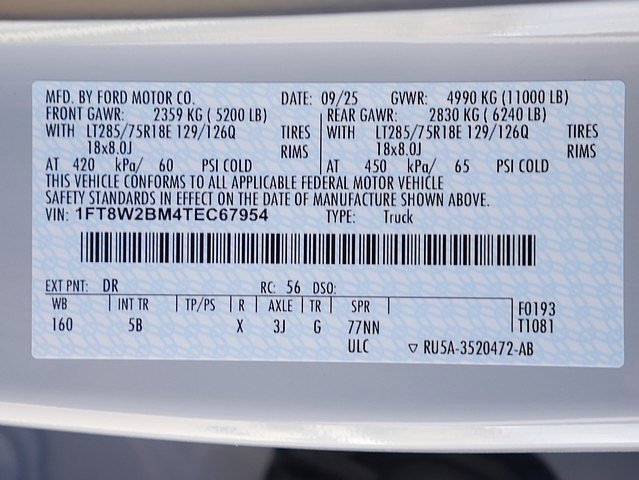 MFD. BY FORD MOTOR CO. DATE: 09/25 GVWR: 4990 KG (11000 LB)
FRONT GAWR: 2359 KG ( 5200 LB) REAR GAWR: 2830 KG ( 6240 LB)
WITH LT285/75R18E 129/126Q TIRES WITH LT285/75R18E 129/126Q TIRES
18x8.0J RIMS 18x8.0J RIMS
AT 420 kPa/ 60 PSI COLD AT 450 kPa/ 65 PSI COLD
THIS VEHICLE CONFORMS TO ALL APPLICABLE FEDERAL MOTOR VEHICLE
SAFETY STANDARDS IN EFFECT ON THE DATE OF MANUFACTURE SHOWN ABOVE.
VIN: 1FT8W2BM4TEC67954 TYPE: Truck
EXT PNT: DR RC: 56 DSO:
WB INT TR TP/PS R AXLE TR SPR F0193
160 5B X 3J G 77NN T1081
ULC ▽ RU5A-3520472-AB